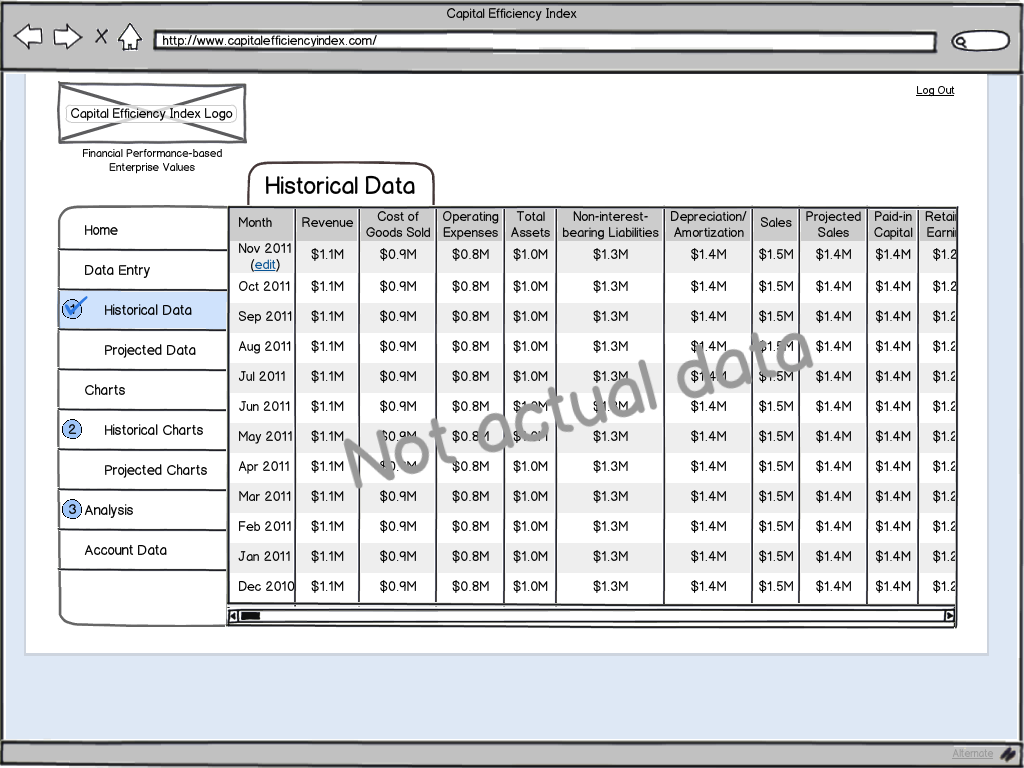 Capital Efficiency Index
http://www.capitalefficiencyindex.com/
Log Out
Capital Efficiency Index Logo
Financial Performance-based
Enterprise Values
Historical Data
Home
Data Entry
1
Historical Data
Projected Data
Charts
2 Historical Charts
Projected Charts
3 Analysis
Account Data
Month Revenue Cost of Goods Sold Operating Expenses Total Assets Non-interest-bearing Liabilities Depreciation/Amortization Sales Projected Sales Paid-in Capital Retai Earni
Nov 2011 (edit) $1.1M $0.9M $0.8M $1.0M $1.3M $1.4M $1.5M $1.4M $1.4M $1.2
Oct 2011 $1.1M $0.9M $0.8M $1.0M $1.3M $1.4M $1.5M $1.4M $1.4M $1.2
Sep 2011 $1.1M $0.9M $0.8M $1.0M $1.3M $1.4M $1.5M $1.4M $1.4M $1.2
Aug 2011 $1.1M $0.9M $0.8M $1.0M $1.3M $1.4M $1.5M $1.4M $1.4M $1.2
Jul 2011 $1.1M $0.9M $0.8M $1.0M $1.3M $1.4M $1.5M $1.4M $1.4M $1.2
Jun 2011 $1.1M $0.9M $0.8M $1.0M $1.3M $1.4M $1.5M $1.4M $1.4M $1.2
May 2011 $1.1M $0.9M $0.8M $1.0M $1.3M $1.4M $1.5M $1.4M $1.4M $1.2
Apr 2011 $1.1M $0.9M $0.8M $1.0M $1.3M $1.4M $1.5M $1.4M $1.4M $1.2
Mar 2011 $1.1M $0.9M $0.8M $1.0M $1.3M $1.4M $1.5M $1.4M $1.4M $1.2
Feb 2011 $1.1M $0.9M $0.8M $1.0M $1.3M $1.4M $1.5M $1.4M $1.4M $1.2
Jan 2011 $1.1M $0.9M $0.8M $1.0M $1.3M $1.4M $1.5M $1.4M $1.4M $1.2
Dec 2010 $1.1M $0.9M $0.8M $1.0M $1.3M $1.4M $1.5M $1.4M $1.4M $1.2
Not actual data
Alternate